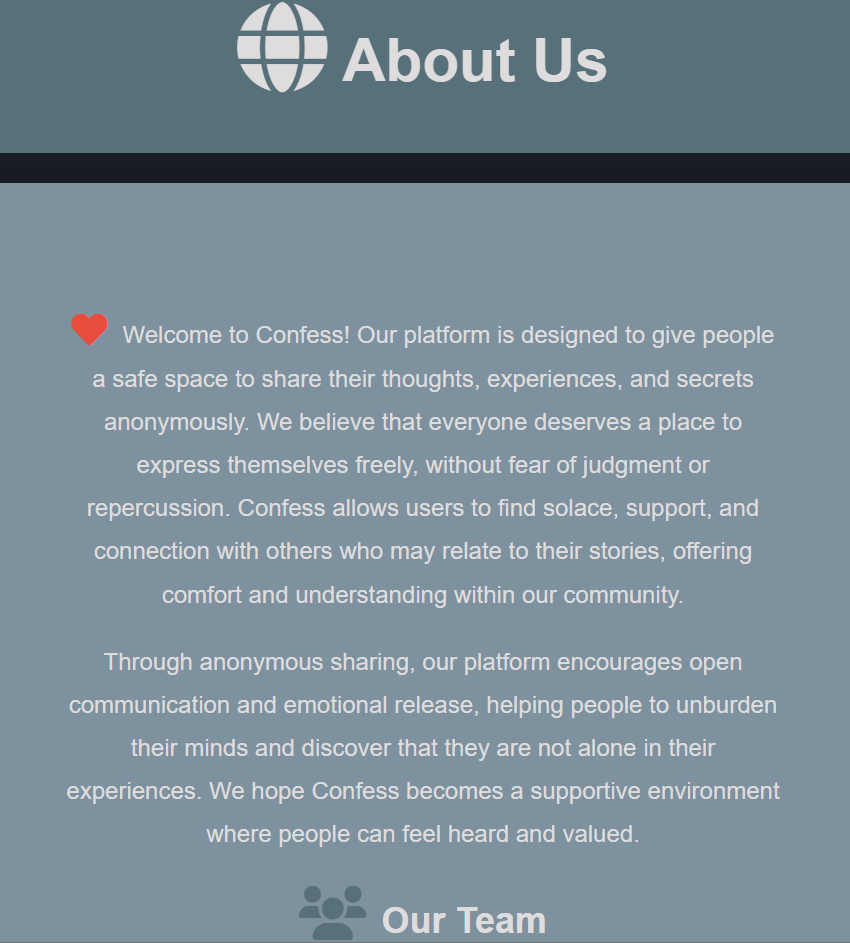 About Us
Welcome to Confess! Our platform is designed to give people
a safe space to share their thoughts, experiences, and secrets
anonymously. We believe that everyone deserves a place to
express themselves freely, without fear of judgment or
repercussion. Confess allows users to find solace, support, and
connection with others who may relate to their stories, offering
comfort and understanding within our community.
Through anonymous sharing, our platform encourages open
communication and emotional release, helping people to unburden
their minds and discover that they are not alone in their
experiences. We hope Confess becomes a supportive environment
where people can feel heard and valued.
Our Team